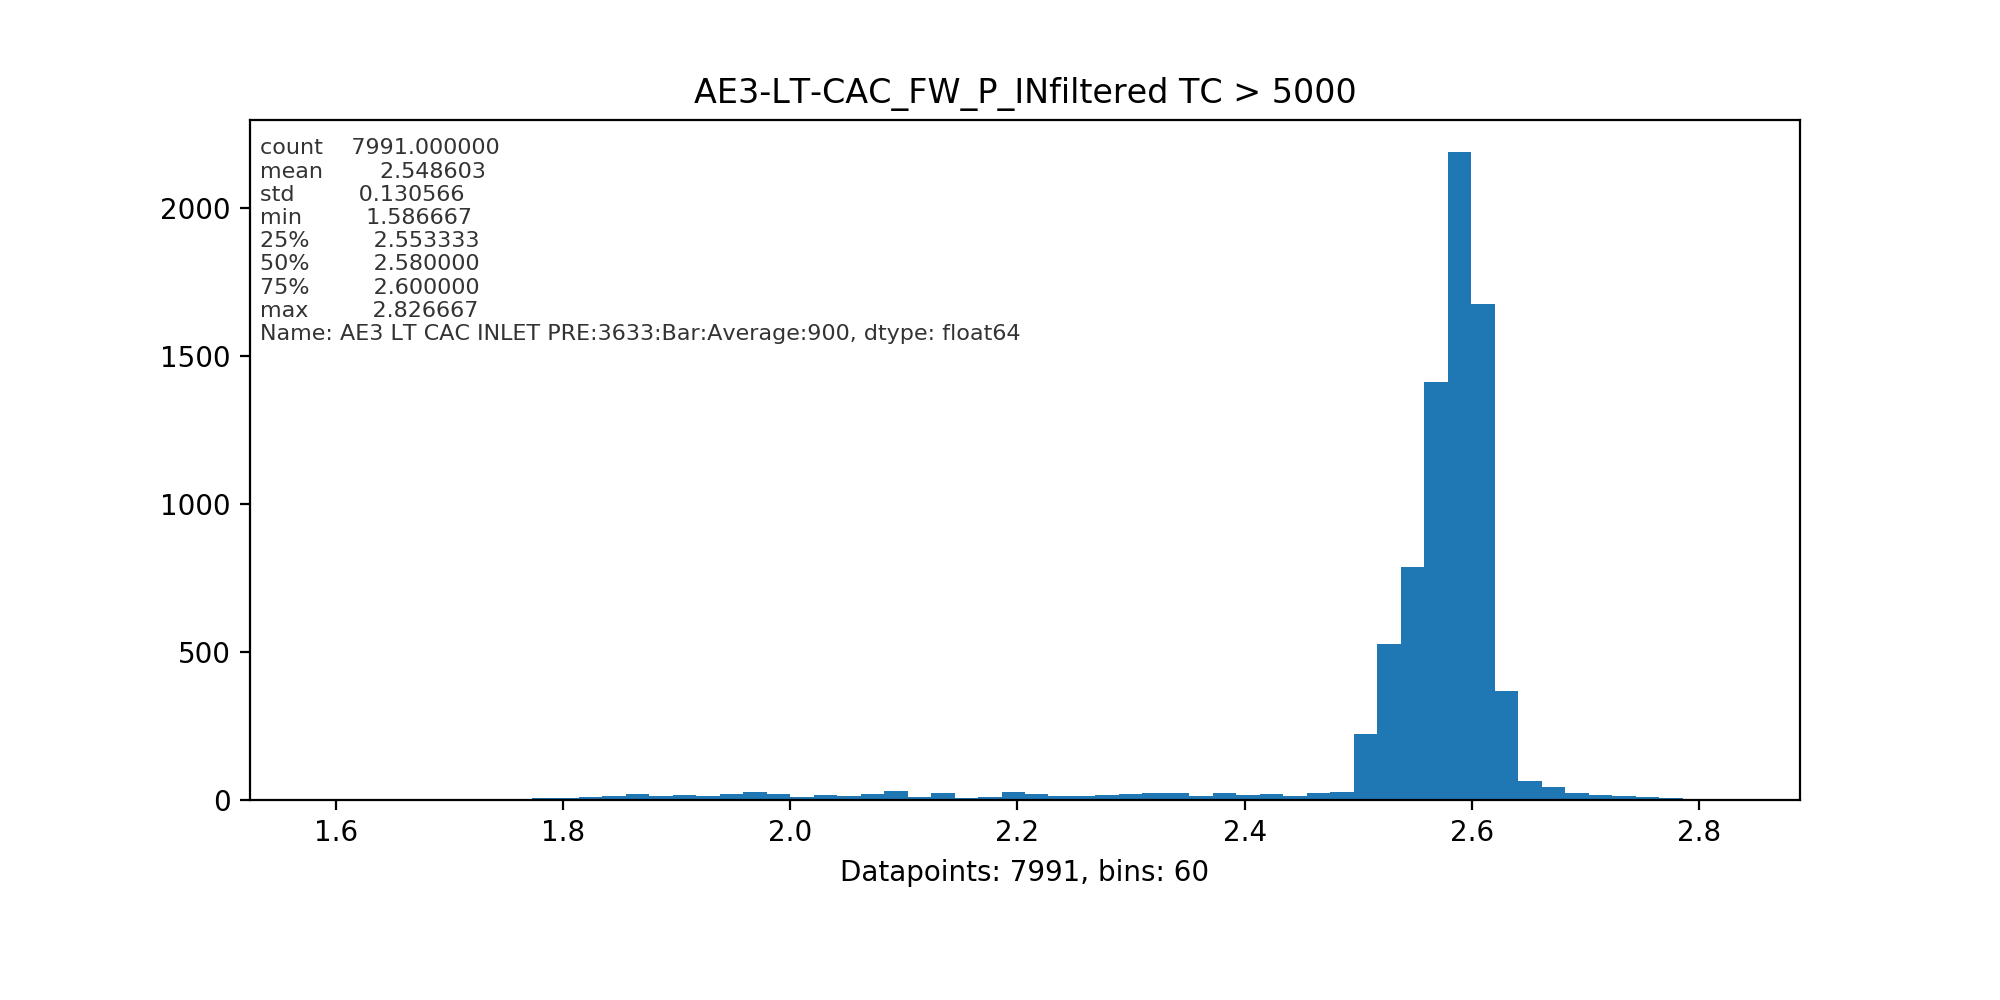 AE3-LT-CAC_FW_P_INfiltered TC > 5000
count 7991.000000
mean 2.548603
std 0.130566
min 1.586667
25% 2.553333
50% 2.580000
75% 2.600000
max 2.826667
Name: AE3 LT CAC INLET PRE:3633:Bar:Average:900, dtype: float64
2000
1500
1000
500
0
1.6 1.8 2.0 2.2 2.4 2.6 2.8
Datapoints: 7991, bins: 60